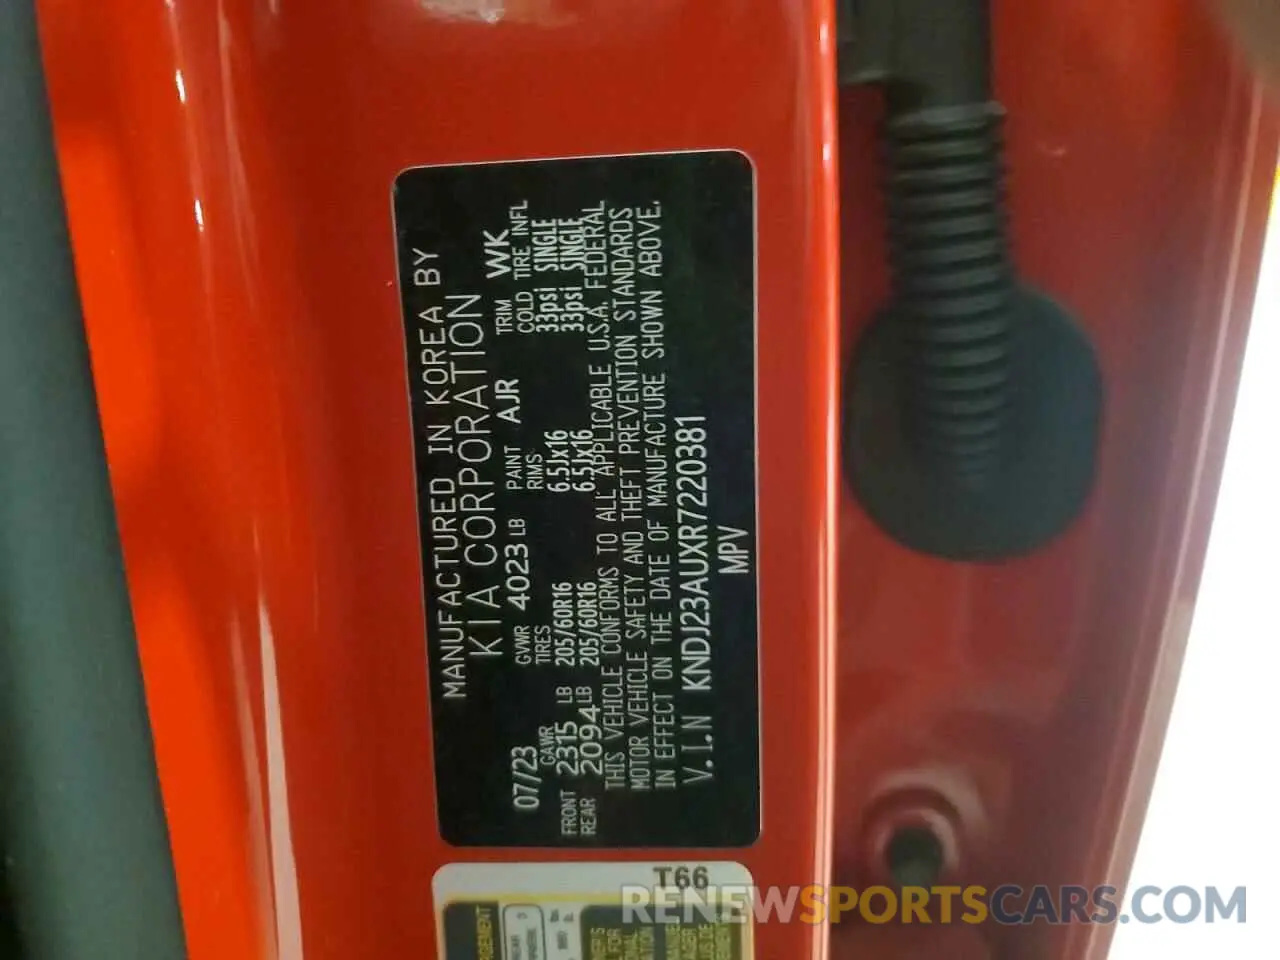 MANUFACTURED IN KOREA BY
KIA CORPORATION
07/23 GVWR 4023 LB PAINT AJR TRIM WK
GAWR TIRES RIMS COLD TIRE INFL
FRONT 2315 LB 205/60R16 6.5Jx16 33psi SINGLE
REAR 2094 LB 205/60R16 6.5Jx16 33psi SINGLE
THIS VEHICLE CONFORMS TO ALL APPLICABLE U.S.A. FEDERAL
MOTOR VEHICLE SAFETY AND THEFT PREVENTION STANDARDS
IN EFFECT ON THE DATE OF MANUFACTURE SHOWN ABOVE.
V.I.N KNDJ23AUXR7220381
MPV
T66
RENEWSPORTSCARS.COM